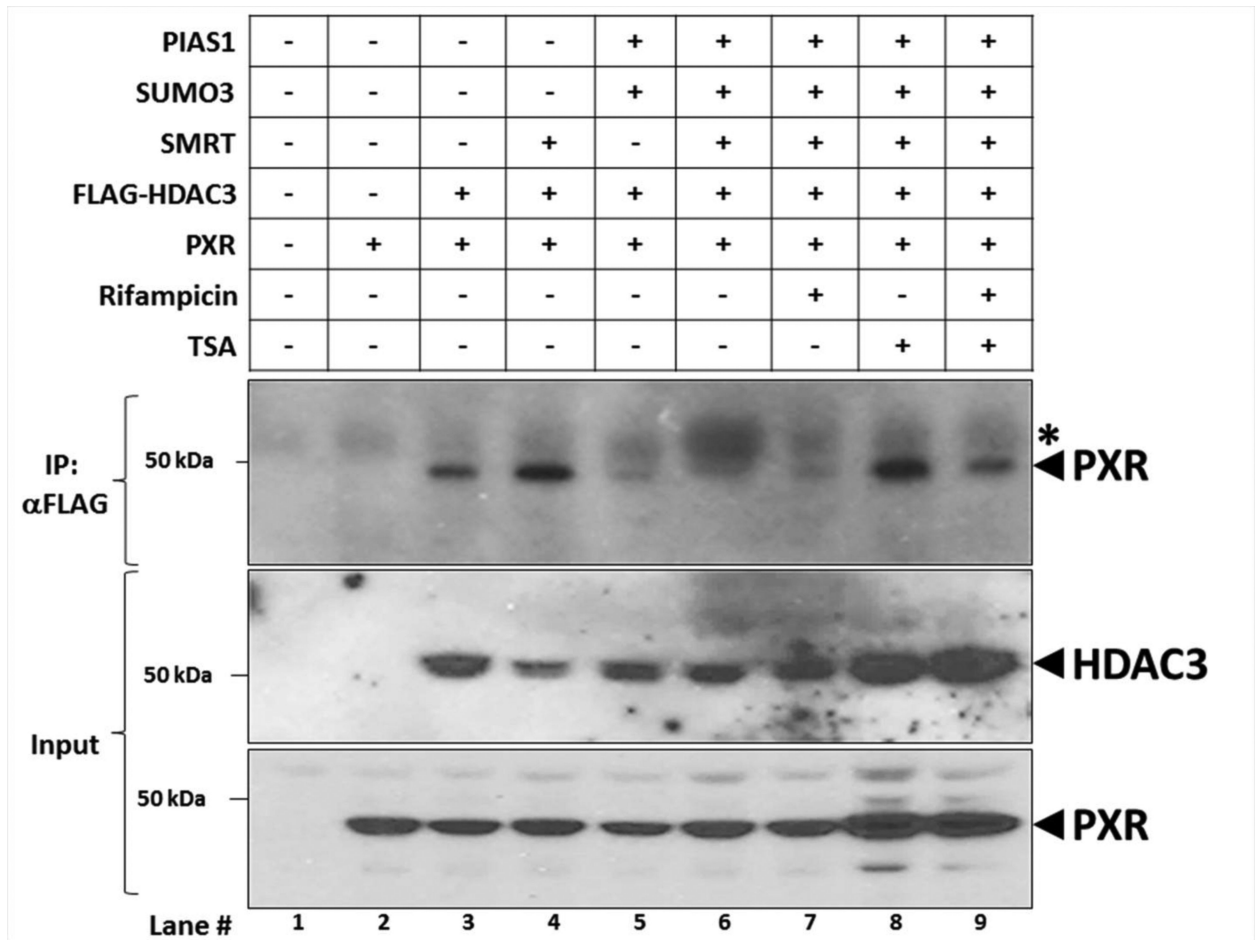 PIAS1 - - - - + + + + +
SUMO3 - - - - + + + + +
SMRT - - - + - + + + +
FLAG-HDAC3 - - + + + + + + +
PXR - + + + + + + + +
Rifampicin - - - - - - + - +
TSA - - - - - - - + +
IP:
αFLAG
50 kDa
*
PXR
Input
50 kDa
HDAC3
50 kDa
PXR
Lane # 1 2 3 4 5 6 7 8 9